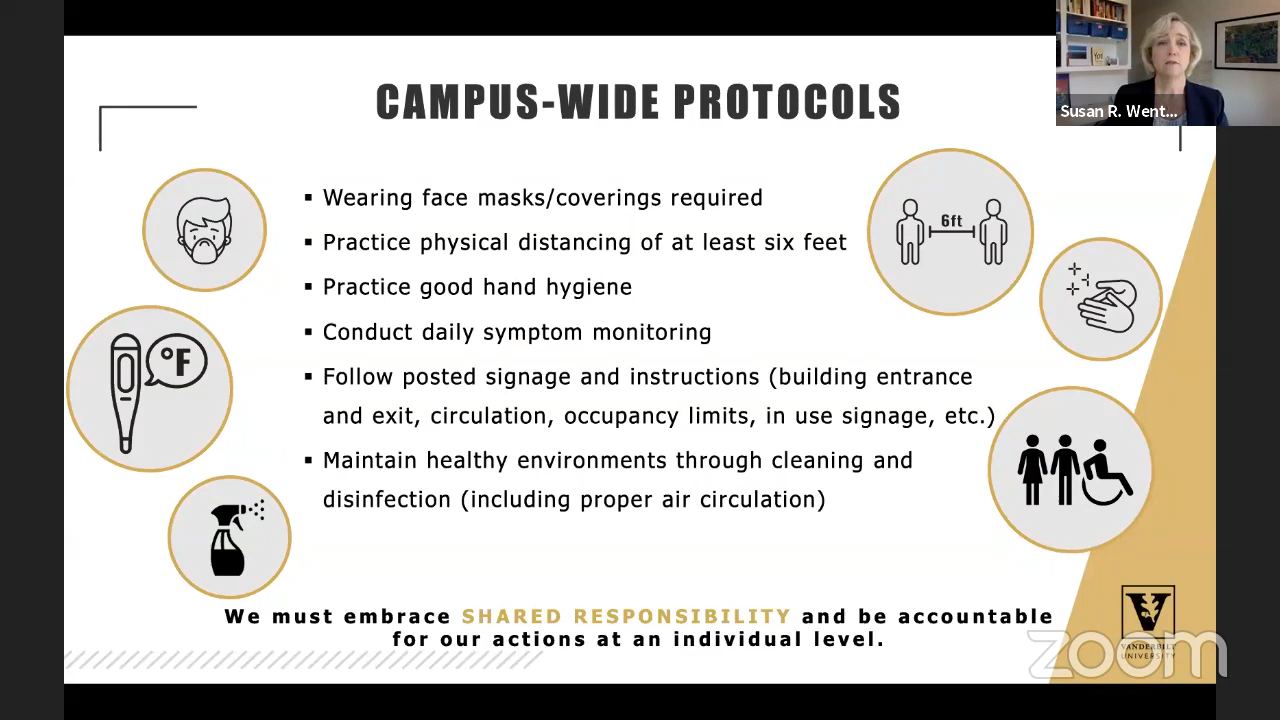 Susan R. Went...
CAMPUS-WIDE PROTOCOLS
▪ Wearing face masks/coverings required
▪ Practice physical distancing of at least six feet
▪ Practice good hand hygiene
▪ Conduct daily symptom monitoring
▪ Follow posted signage and instructions (building entrance
and exit, circulation, occupancy limits, in use signage, etc.)
▪ Maintain healthy environments through cleaning and
disinfection (including proper air circulation)
6ft
°F
We must embrace SHARED RESPONSIBILITY and be accountable
for our actions at an individual level.
V
VANDERBILT
UNIVERSITY
zoom